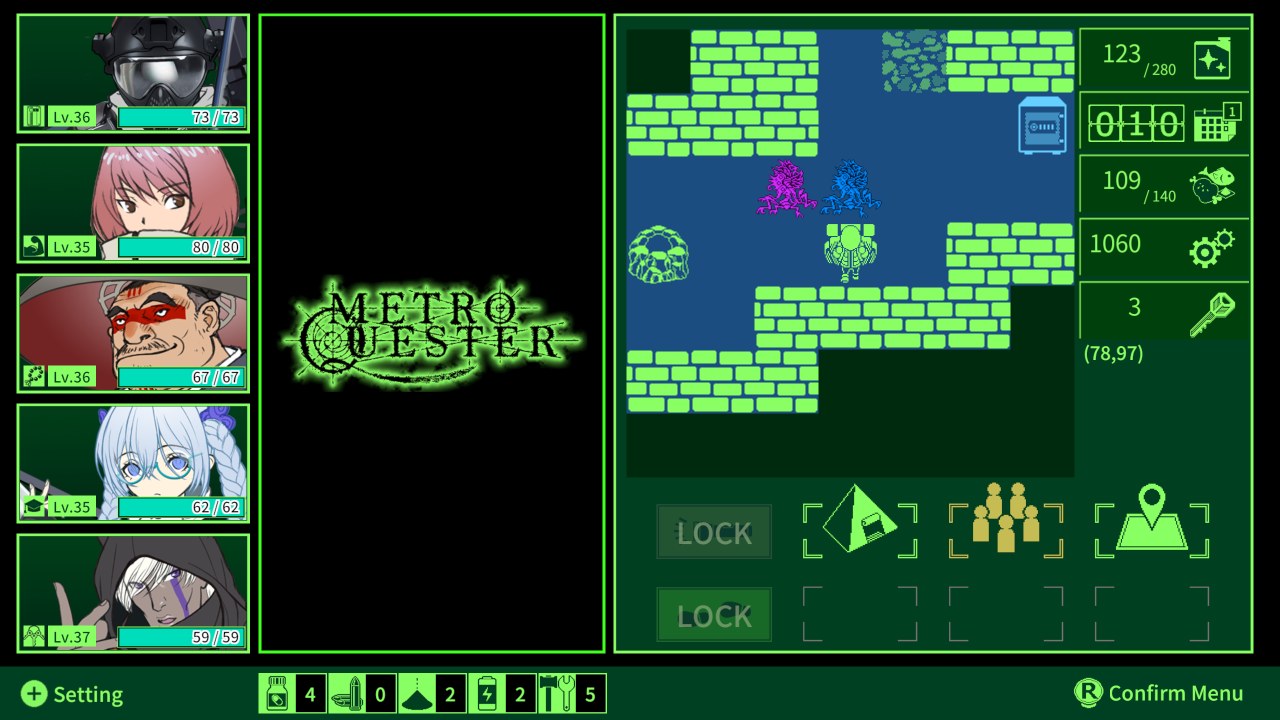 Lv.36
73/73
Lv.35
80/80
Lv.36
67/67
Lv.35
62/62
Lv.37
59/59
METRO
QUESTER
123/280
1
010
109/140
1060
3
(78,97)
LOCK
LOCK
+ Setting
4
0
2
2
5
R Confirm Menu